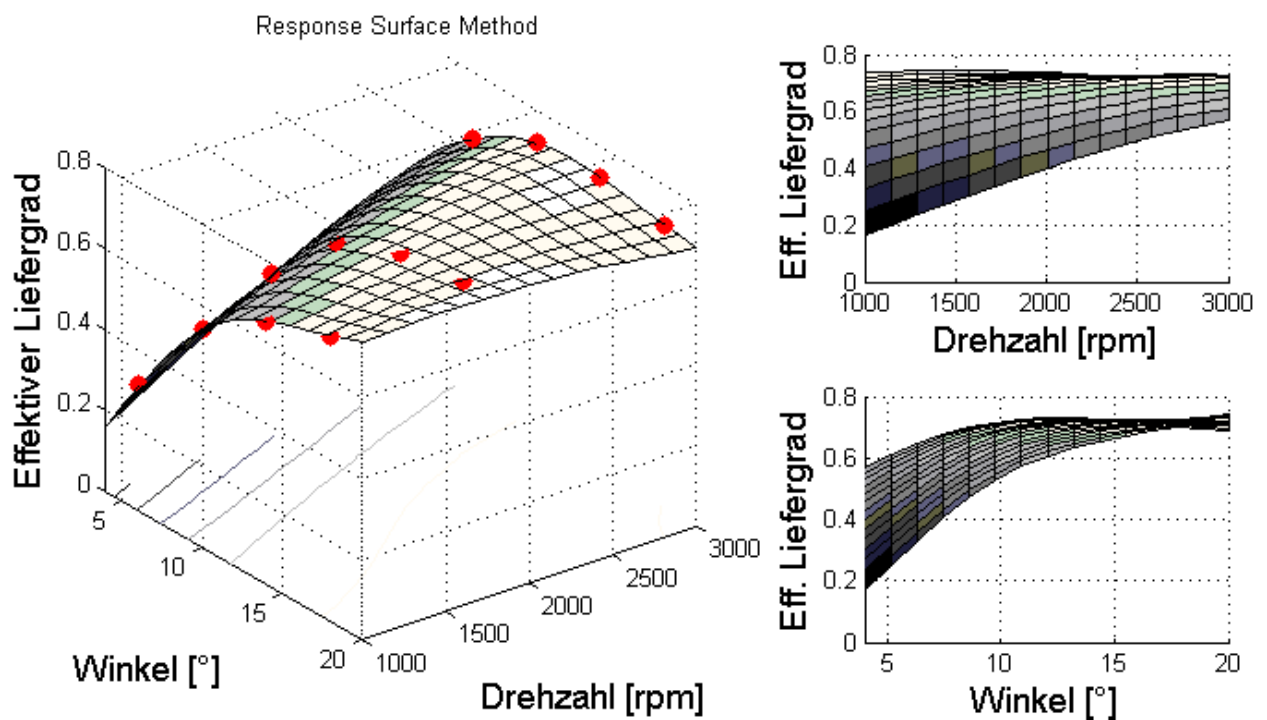 Response Surface Method
Effektiver Liefergrad
0.8
0.6
0.4
0.2
0
5
10
15
20
Winkel [°]
1000
1500
2000
2500
3000
Drehzahl [rpm]
Eff. Liefergrad
0.8
0.6
0.4
0.2
0
1000 1500 2000 2500 3000
Drehzahl [rpm]
Eff. Liefergrad
0.8
0.6
0.4
0.2
0
5 10 15 20
Winkel [°]